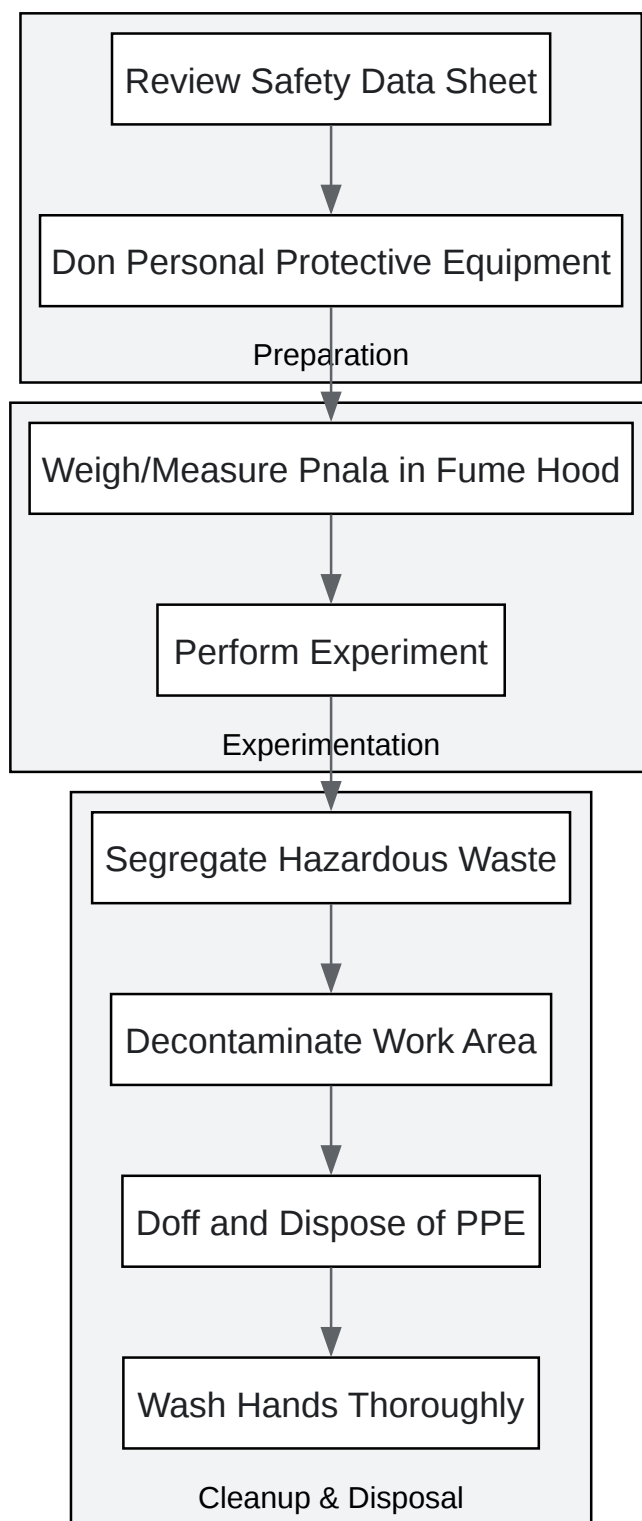 Review Safety Data Sheet
Don Personal Protective Equipment
Preparation
Weigh/Measure Pnala in Fume Hood
Perform Experiment
Experimentation
Segregate Hazardous Waste
Decontaminate Work Area
Doff and Dispose of PPE
Wash Hands Thoroughly
Cleanup & Disposal